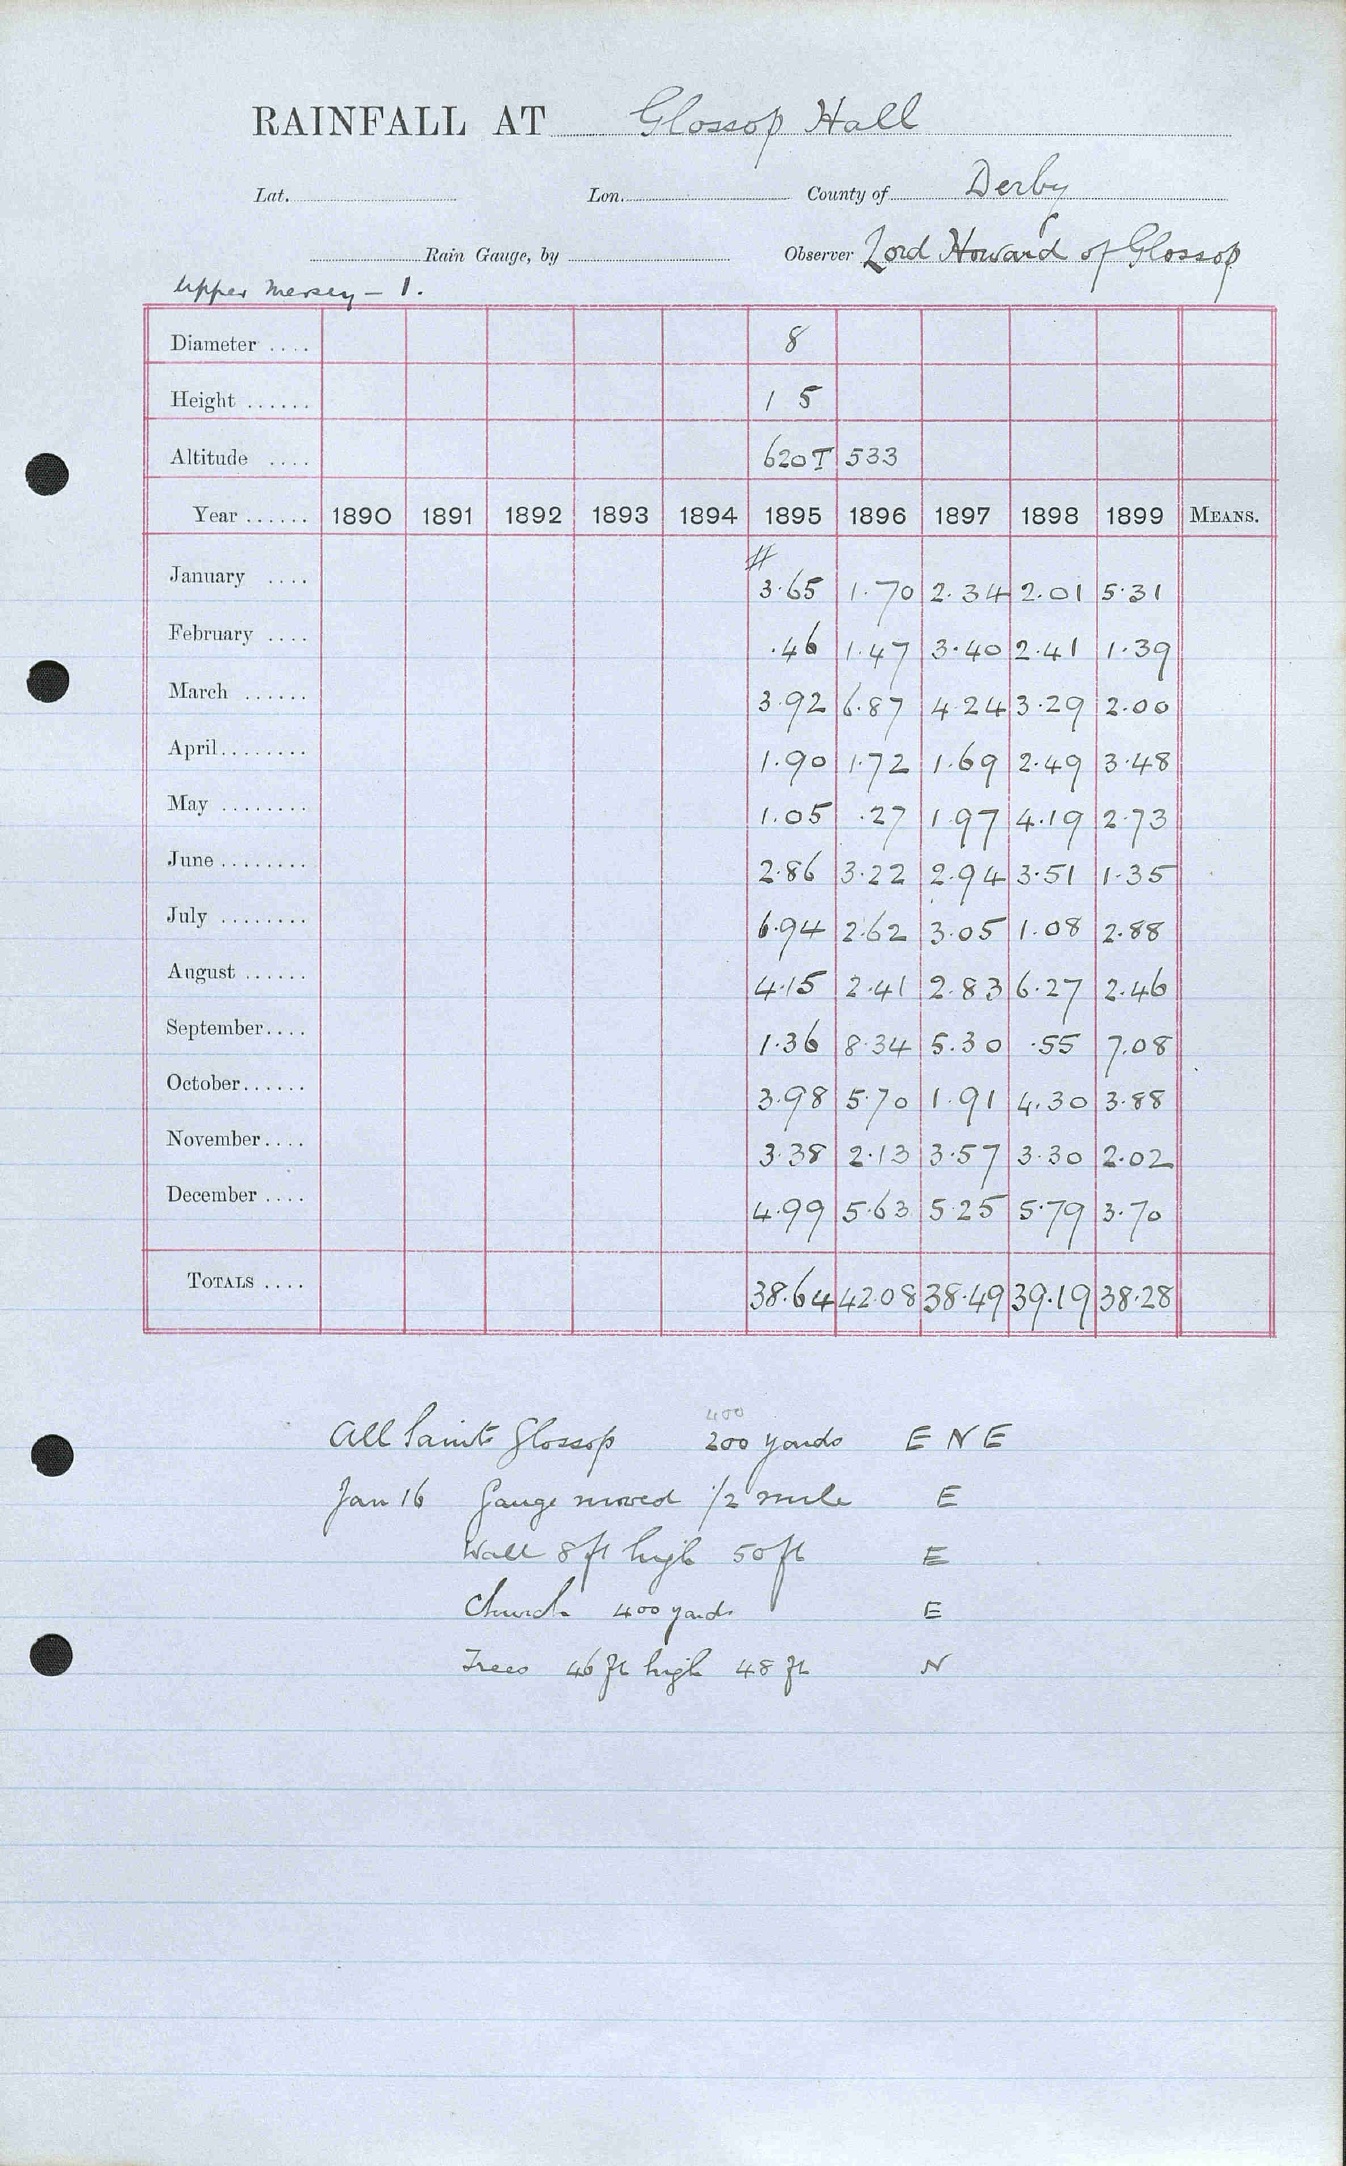 RAINFALL AT Glossop Hall
Lat. Lon. County of Derby
Rain Gauge, by Observer Lord Howard of Glossop
Upper Mersey – 1.
Diameter .... 8
Height ...... 1 5
Altitude .... 620T 533
Year ...... 1890 1891 1892 1893 1894 1895 1896 1897 1898 1899 MEANS.
#
January .... 3.65 1.70 2.34 2.01 5.31
February .... .46 1.47 3.40 2.41 1.39
March ...... 3.92 6.87 4.24 3.29 2.00
April........ 1.90 1.72 1.69 2.49 3.48
May ........ 1.05 .27 1.97 4.19 2.73
June ........ 2.86 3.22 2.94 3.51 1.35
July ........ 6.94 2.62 3.05 1.08 2.88
August ...... 4.15 2.41 2.83 6.27 2.46
September.... 1.36 8.34 5.30 .55 7.08
October...... 3.98 5.70 1.91 4.30 3.88
November.... 3.38 2.13 3.57 3.30 2.02
December .... 4.99 5.63 5.25 5.79 3.70
TOTALS .... 38.64 42.08 38.49 39.19 38.28
400
All Saints Glossop 200 yards E N E
Jan 16 Gauge moved 1/2 mile E
Wall 8ft high 50ft E
Church 400 yards E
Trees 46 ft high 48 ft N